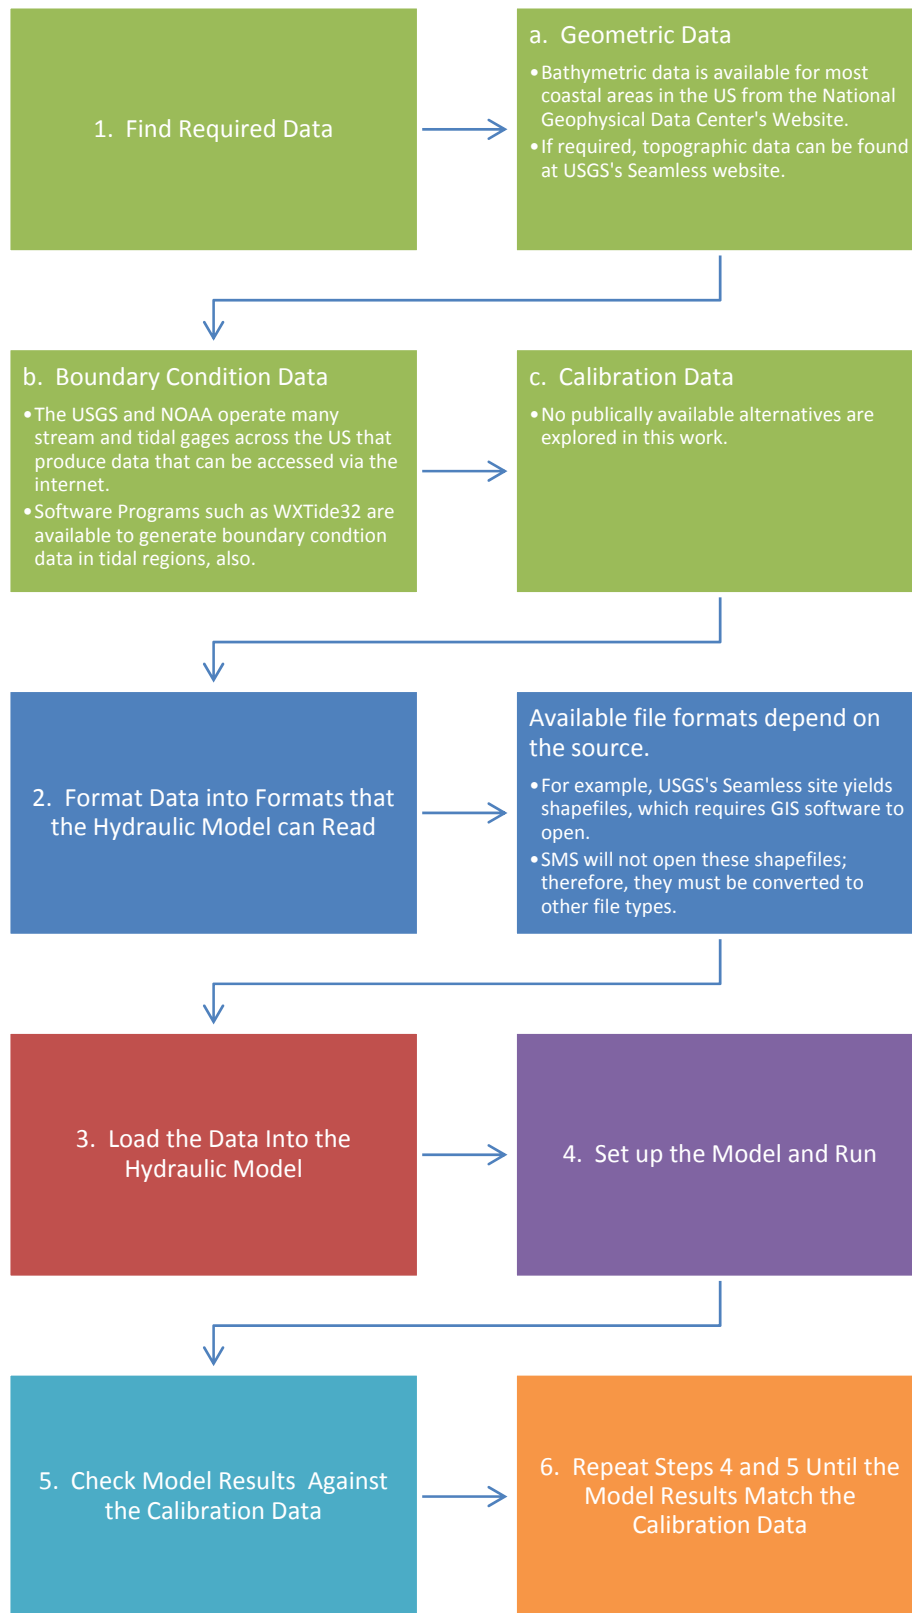 1. Find Required Data
a. Geometric Data
•Bathymetric data is available for most
coastal areas in the US from the National
Geophysical Data Center's Website.
•If required, topographic data can be found
at USGS's Seamless website.
b. Boundary Condition Data
•The USGS and NOAA operate many
stream and tidal gages across the US that
produce data that can be accessed via the
internet.
•Software Programs such as WXTide32 are
available to generate boundary condtion
data in tidal regions, also.
c. Calibration Data
•No publically available alternatives are
explored in this work.
2. Format Data into Formats that
the Hydraulic Model can Read
Available file formats depend on
the source.
•For example, USGS's Seamless site yields
shapefiles, which requires GIS software to
open.
•SMS will not open these shapefiles;
therefore, they must be converted to
other file types.
3. Load the Data Into the
Hydraulic Model
4. Set up the Model and Run
5. Check Model Results Against
the Calibration Data
6. Repeat Steps 4 and 5 Until the
Model Results Match the
Calibration Data